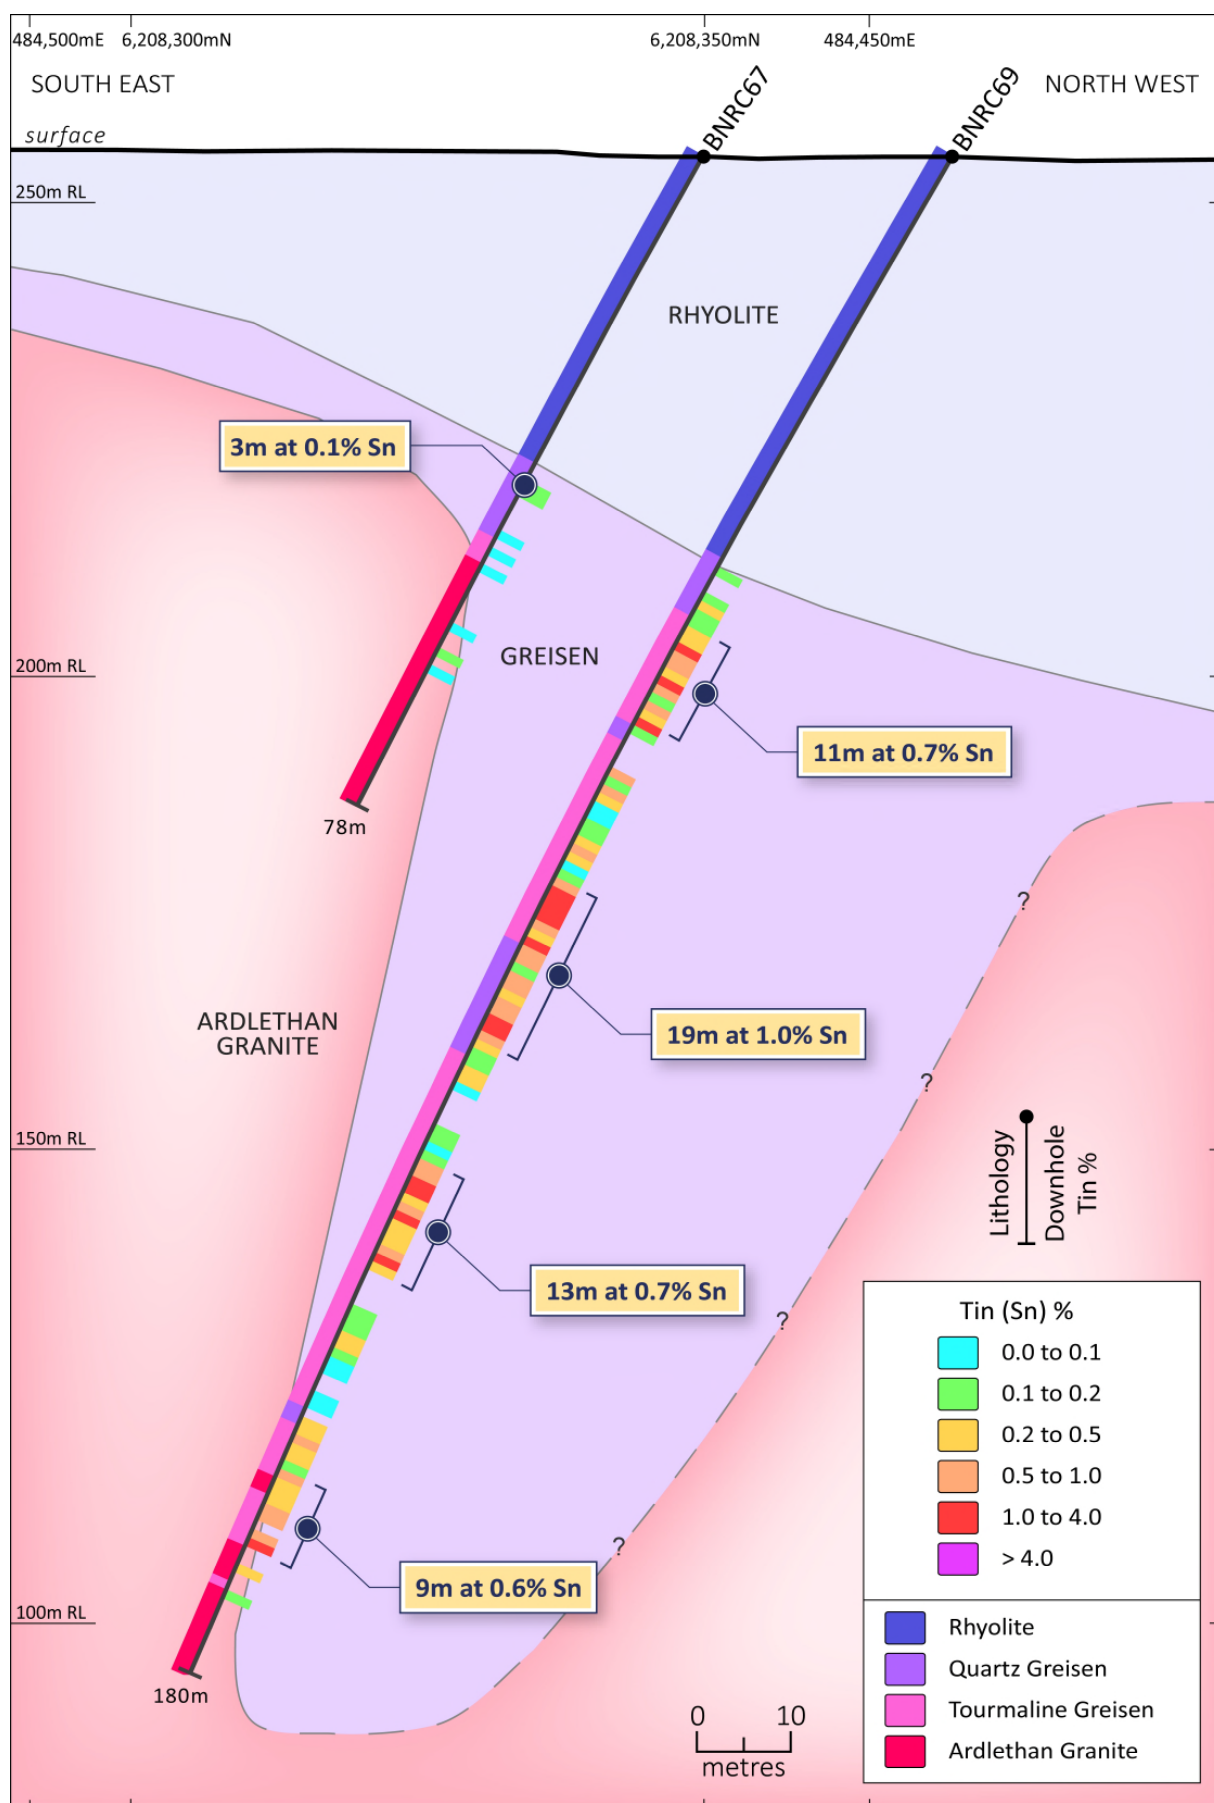 484,500mE 6,208,300mN 6,208,350mN 484,450mE
SOUTH EAST
NORTH WEST
BNRC67
BNRC69
surface
250m RL
RHYOLITE
3m at 0.1% Sn
GREISEN
200m RL
11m at 0.7% Sn
78m
?
ARDLETHAN
GRANITE
19m at 1.0% Sn
?
150m RL
Lithology
Downhole
Tin %
13m at 0.7% Sn
?
Tin (Sn) %
0.0 to 0.1
0.1 to 0.2
0.2 to 0.5
0.5 to 1.0
1.0 to 4.0
> 4.0
?
9m at 0.6% Sn
100m RL
Rhyolite
Quartz Greisen
Tourmaline Greisen
Ardlethan Granite
180m
0 10
metres